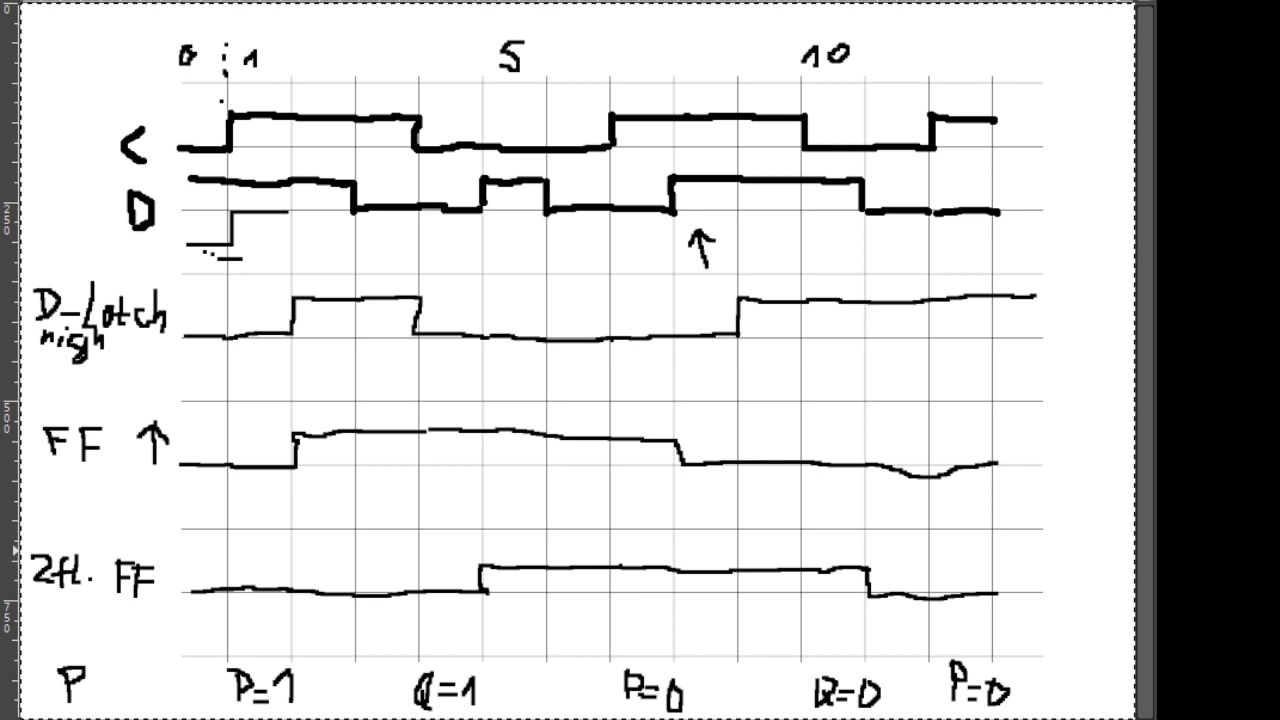 0 1 5 10
C
D
D-Latch
high
FF ↑
2fl. FF
P P=1 Q=1 P=0 Q=0 P=0